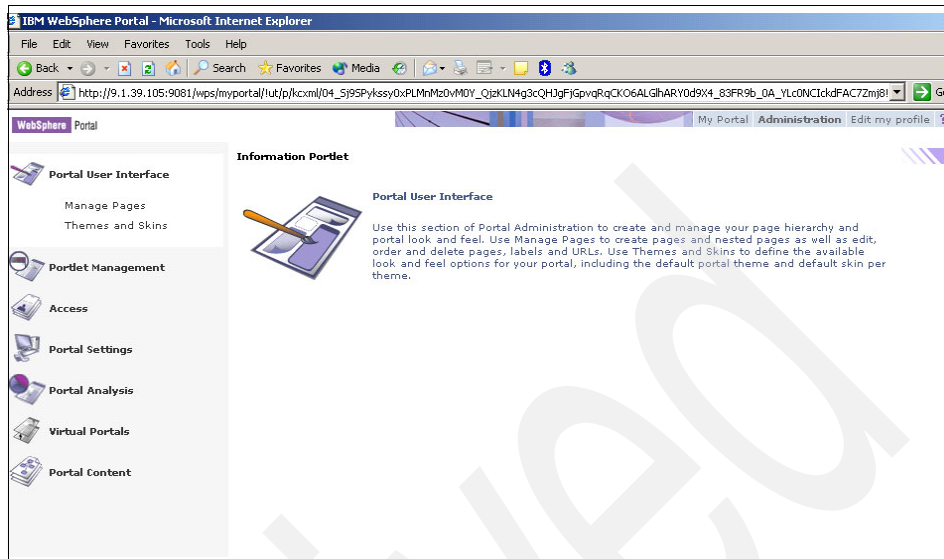 IBM WebSphere Portal - Microsoft Internet Explorer
File Edit View Favorites Tools Help
Back Search Favorites Media
Address http://9.1.39.105:9081/wps/myportal/!ut/p/kcxml/
WebSphere Portal
My Portal Administration Edit my profile ?
Portal User Interface
Manage Pages
Themes and Skins
Portlet Management
Access
Portal Settings
Portal Analysis
Virtual Portals
Portal Content
Information Portlet
Portal User Interface
Use this section of Portal Administration to create and manage your page hierarchy and
portal look and feel. Use Manage Pages to create pages and nested pages as well as edit,
order and delete pages, labels and URLs. Use Themes and Skins to define the available
look and feel options for your portal, including the default portal theme and default skin per
theme.